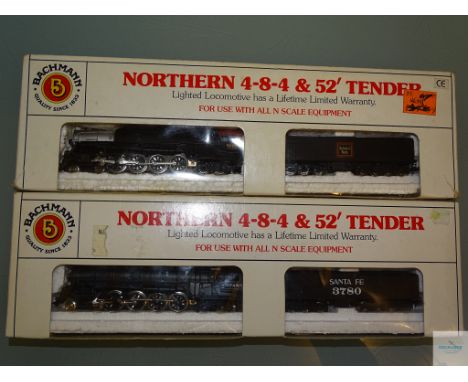 BACHMANN
B
QUALITY SINCE 1833
NORTHERN 4-8-4 & 52' TENDER
Lighted Locomotive has a Lifetime Limited Warranty.
FOR USE WITH ALL N SCALE EQUIPMENT
CE
BACHMANN
B
QUALITY SINCE 1833
NORTHERN 4-8-4 & 52' TENDER
Lighted Locomotive has a Lifetime Limited Warranty.
FOR USE WITH ALL N SCALE EQUIPMENT
SANTA FE
3780